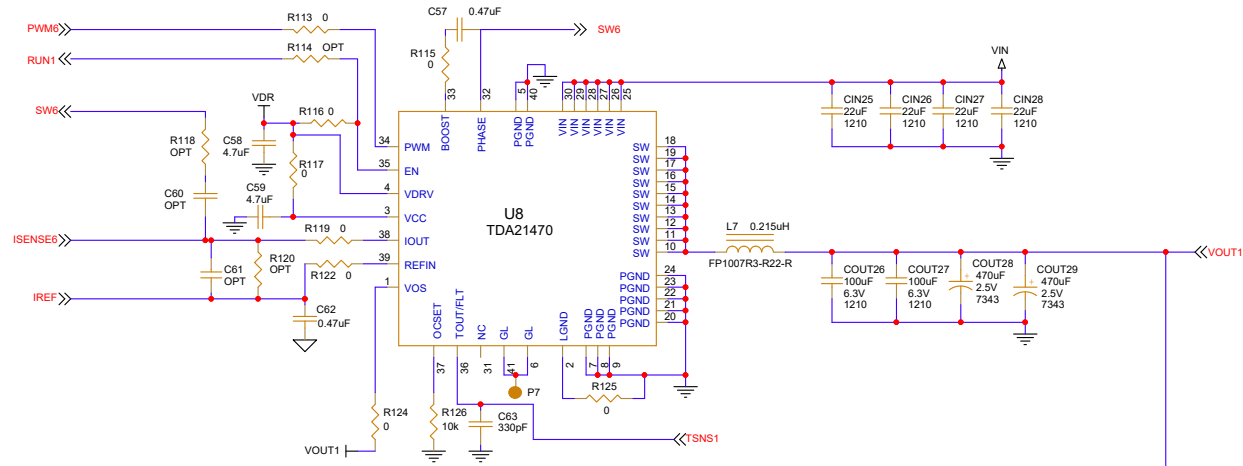 C57 0.47uF
PWM6 R113 0 SW6
R114 OPT
RUN1
R115
0
VIN
33 32 5 40 30 29 28 27 26 25
BOOST PHASE PGND PGND VIN VIN VIN VIN VIN VIN
CIN25
22uF
1210
CIN26
22uF
1210
CIN27
22uF
1210
CIN28
22uF
1210
SW6
VDR
R116 0
R118
OPT
C58
4.7uF
R117
0
C60
OPT
C59
4.7uF
34 PWM
35 EN
4 VDRV
3 VCC
38 IOUT
39 REFIN
1 VOS
U8
TDA21470
SW 18
SW 19
SW 17
SW 16
SW 15
SW 14
SW 13
SW 12
SW 11
SW 10
PGND 24
PGND 23
PGND 22
PGND 21
PGND 20
ISENSE6
R119 0
C61
OPT
R120
OPT
R122 0
IREF
C62
0.47uF
L7 0.215uH
FP1007R3-R22-R
VOUT1
COUT26
100uF
6.3V
1210
COUT27
100uF
6.3V
1210
COUT28
470uF
2.5V
7343
COUT29
470uF
2.5V
7343
OCSET TOUT/FLT NC GL GL LGND PGND PGND PGND
37 36 31 41 6 2 7 8 9
P7
R125
0
R124
0
R126
10k
C63
330pF
TSNS1
VOUT1